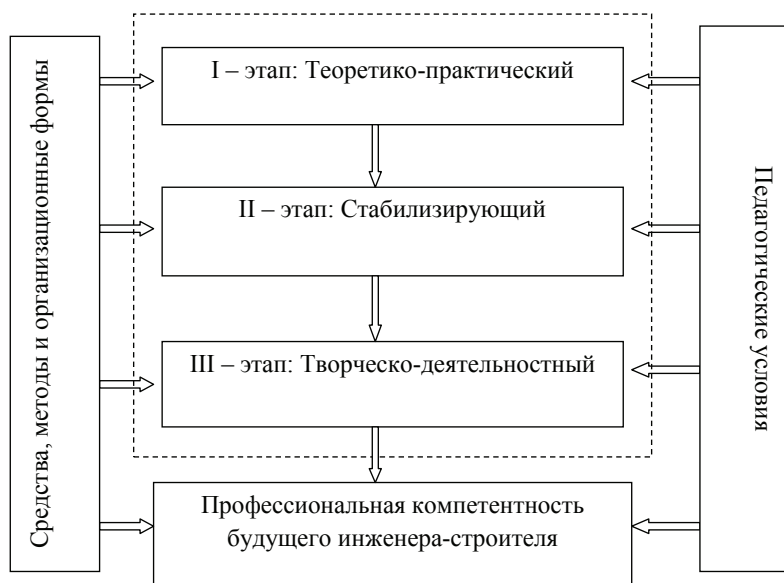 Средства, методы и организационные формы
I – этап: Теоретико-практический
II – этап: Стабилизирующий
III – этап: Творческо-деятельностный
Профессиональная компетентность
будущего инженера-строителя
Педагогические условия